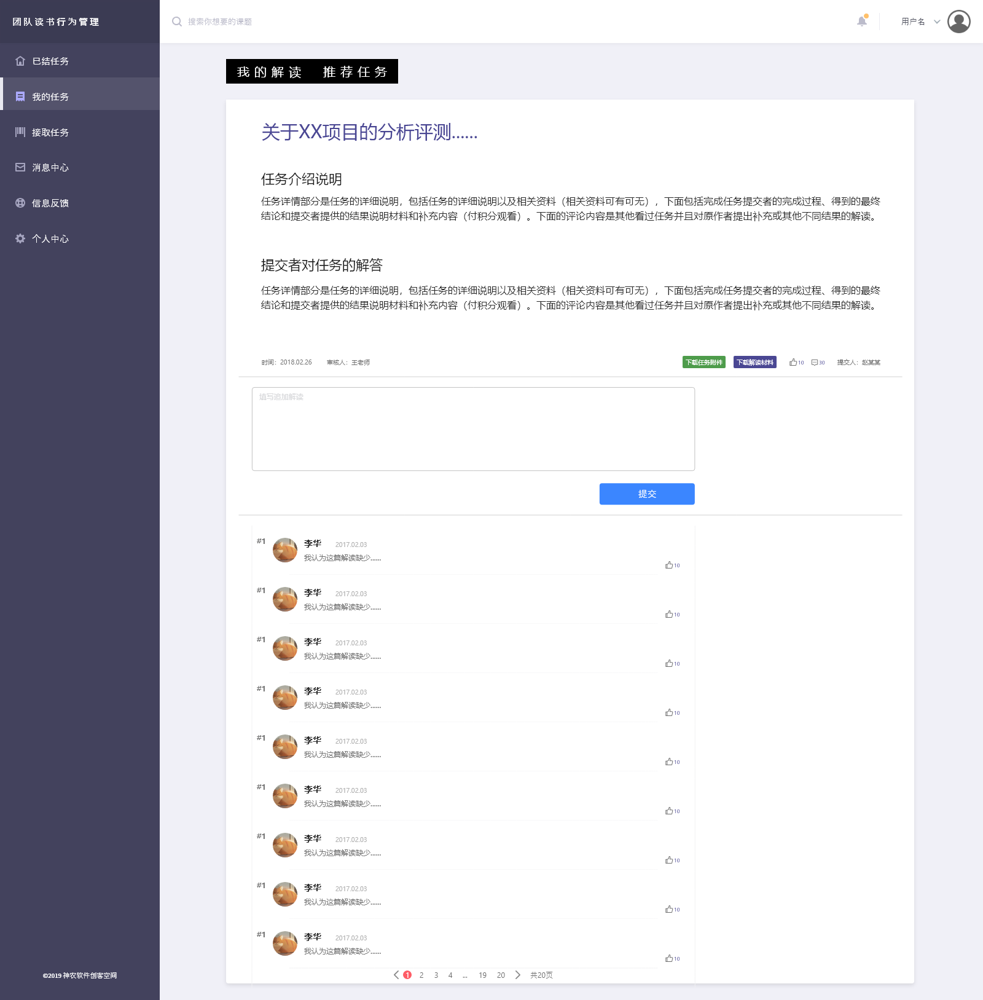 团队读书行为管理
搜索你想要的课题
用户名
已结任务
我的任务
接取任务
消息中心
信息反馈
个人中心
我的解读 推荐任务
关于XX项目的分析评测......
任务介绍说明
任务详情部分是任务的详细说明，包括任务的详细说明以及相关资料（相关资料可有可无），下面包括完成任务提交者的完成过程、得到的最终
结论和提交者提供的结果说明材料和补充内容（付积分观看）。下面的评论内容是其他看过任务并且对原作者提出补充或其他不同结果的解读。
提交者对任务的解答
任务详情部分是任务的详细说明，包括任务的详细说明以及相关资料（相关资料可有可无），下面包括完成任务提交者的完成过程、得到的最终
结论和提交者提供的结果说明材料和补充内容（付积分观看）。下面的评论内容是其他看过任务并且对原作者提出补充或其他不同结果的解读。
时间：2018.02.26 审核人：王老师 下载任务附件 下载解读材料 10 30 提交人：赵某某
填写追加解读
提交
#1 李华 2017.02.03
我认为这篇解读缺少......
10
#1 李华 2017.02.03
我认为这篇解读缺少......
10
#1 李华 2017.02.03
我认为这篇解读缺少......
10
#1 李华 2017.02.03
我认为这篇解读缺少......
10
#1 李华 2017.02.03
我认为这篇解读缺少......
10
#1 李华 2017.02.03
我认为这篇解读缺少......
10
#1 李华 2017.02.03
我认为这篇解读缺少......
10
#1 李华 2017.02.03
我认为这篇解读缺少......
10
#1 李华 2017.02.03
我认为这篇解读缺少......
10
1 2 3 4 ... 19 20 共20页
©2019 神农软件创客空间